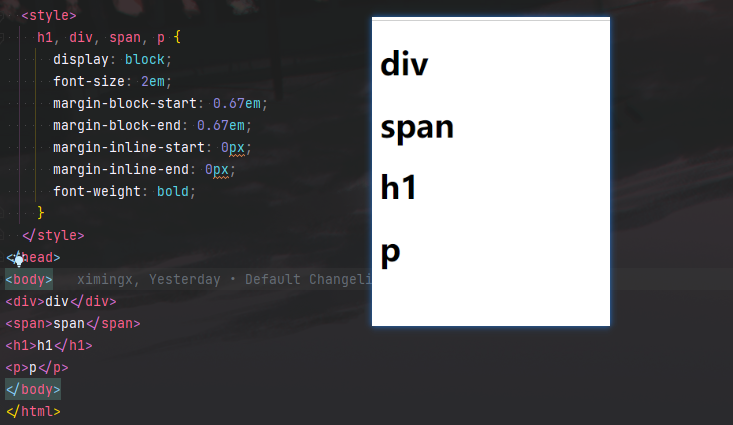 <style>
h1, div, span, p {
display: block;
font-size: 2em;
margin-block-start: 0.67em;
margin-block-end: 0.67em;
margin-inline-start: 0px;
margin-inline-end: 0px;
font-weight: bold;
}
</style>
</head>
<body> ximingx, Yesterday • Default Changeli
<div>div</div>
<span>span</span>
<h1>h1</h1>
<p>p</p>
</body>
</html>
div
span
h1
p